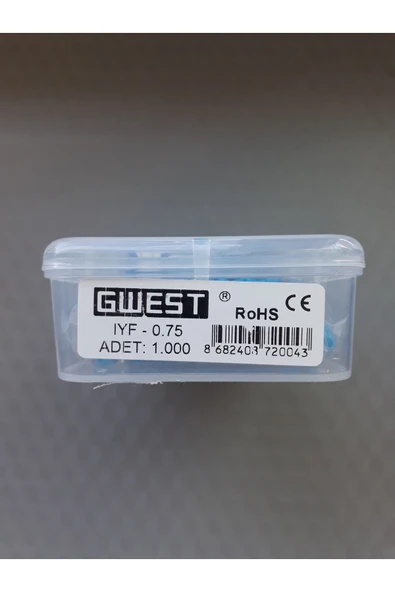 GWEST ® RoHS CE
IYF - 0.75
ADET: 1.000
8 682403 720043